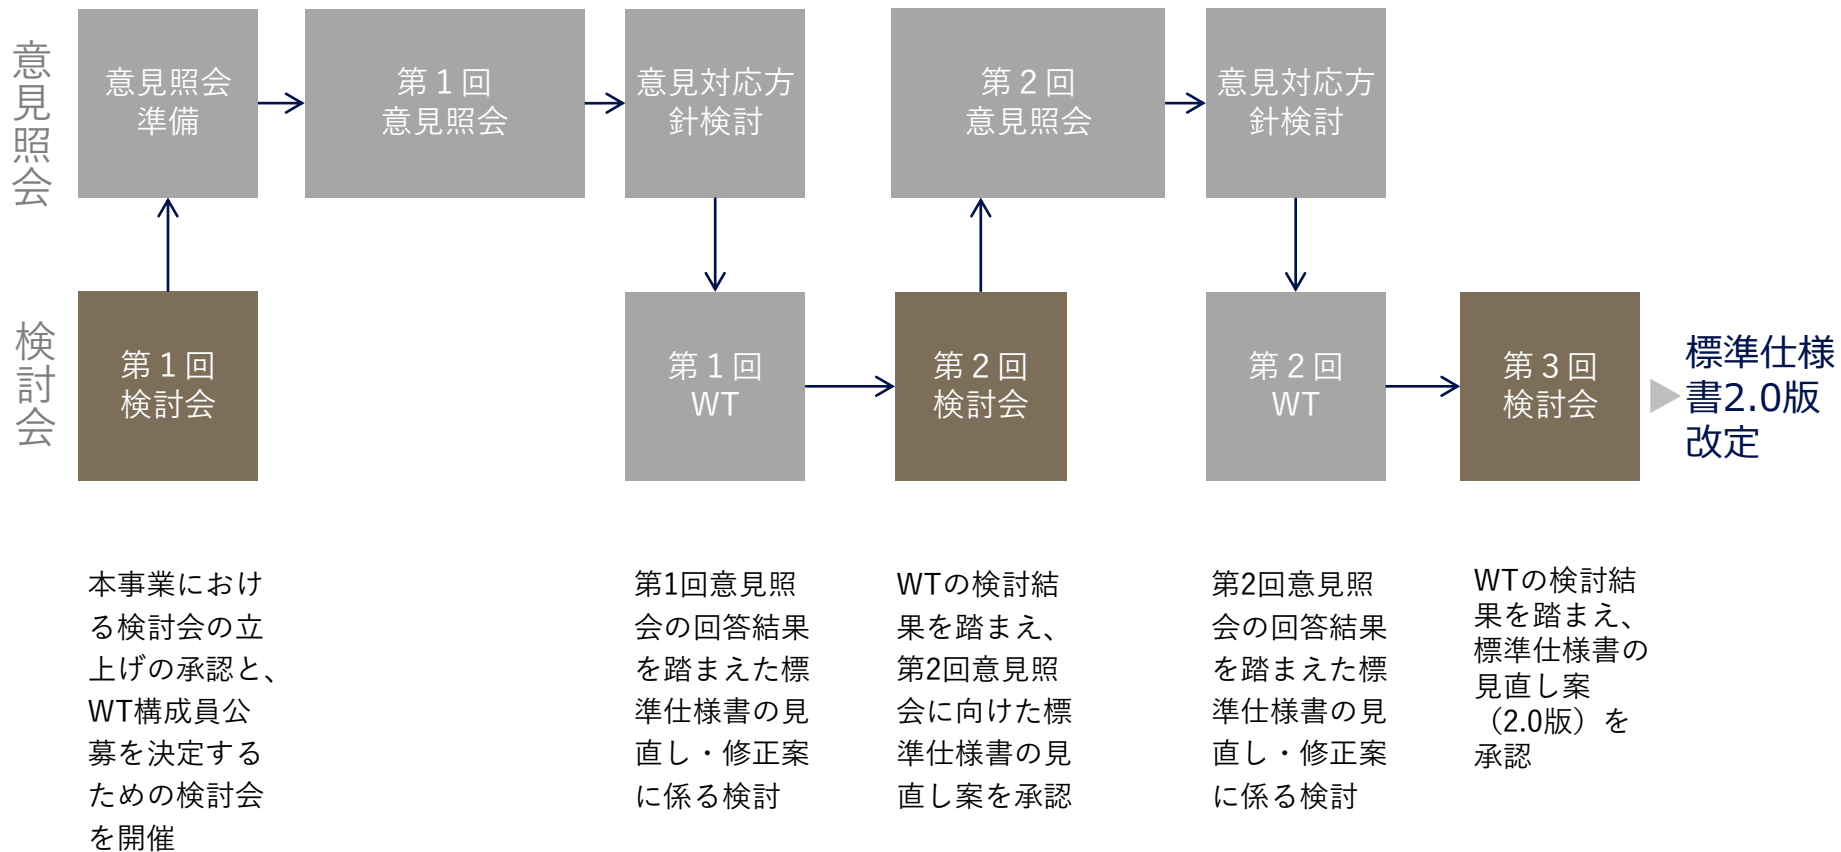 意見照会
意見照会
準備
第１回
意見照会
意見対応方
針検討
第２回
意見照会
意見対応方
針検討
検討会
第１回
検討会
第１回
WT
第２回
検討会
第２回
WT
第３回
検討会
標準仕様
書2.0版
改定
本事業におけ
る検討会の立
上げの承認と、
WT構成員公
募を決定する
ための検討会
を開催
第1回意見照
会の回答結果
を踏まえた標
準仕様書の見
直し・修正案
に係る検討
WTの検討結
果を踏まえ、
第2回意見照
会に向けた標
準仕様書の見
直し案を承認
第2回意見照
会の回答結果
を踏まえた標
準仕様書の見
直し・修正案
に係る検討
WTの検討結
果を踏まえ、
標準仕様書の
見直し案
（2.0版）を
承認